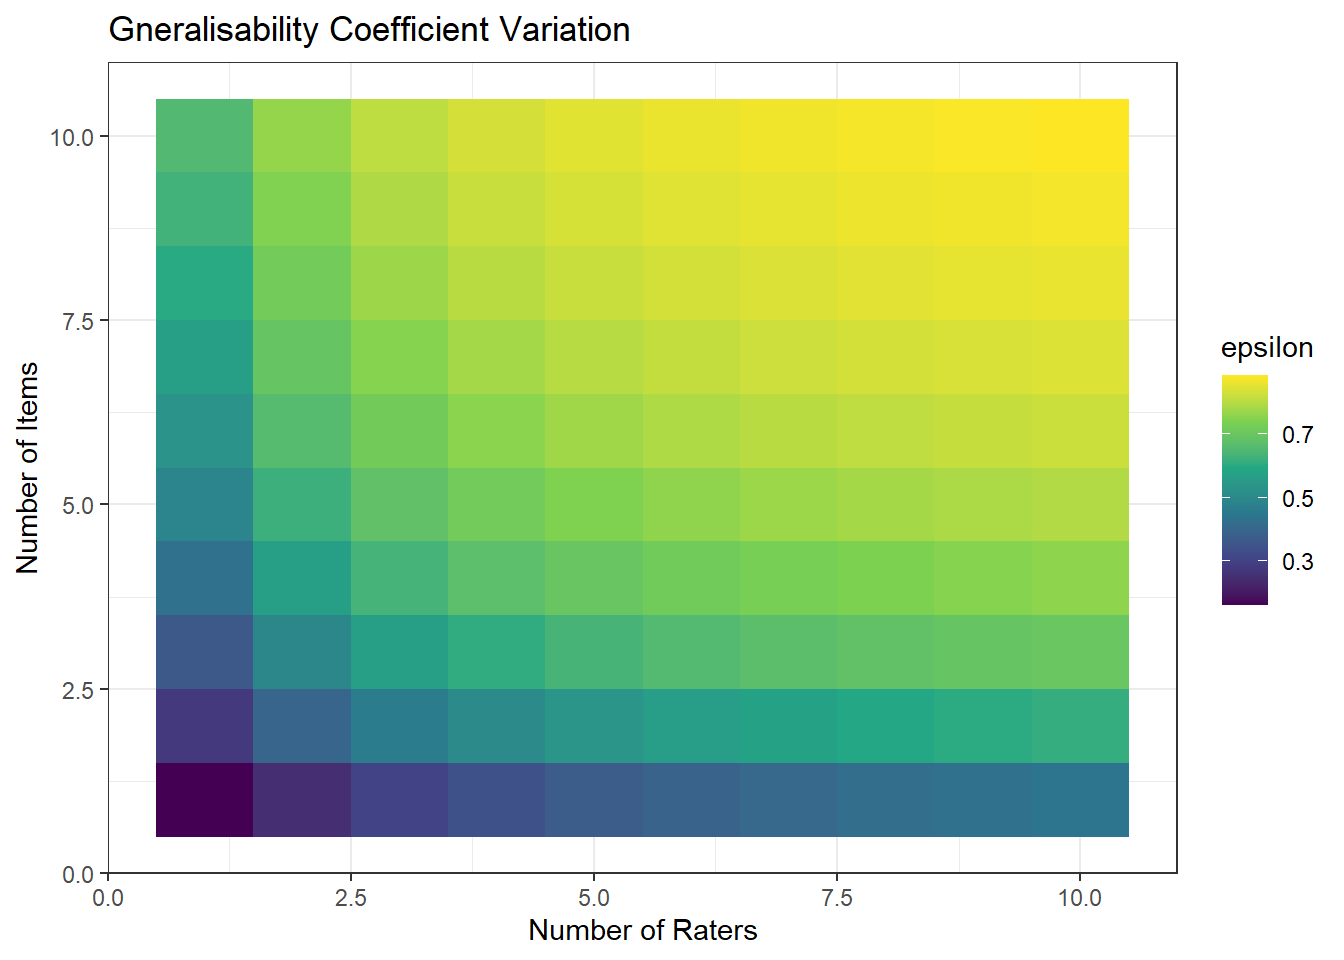 Gneralisability Coefficient Variation
10.0
7.5
5.0
2.5
0.0
Number of Items
0.0 2.5 5.0 7.5 10.0
Number of Raters
epsilon
0.7
0.5
0.3